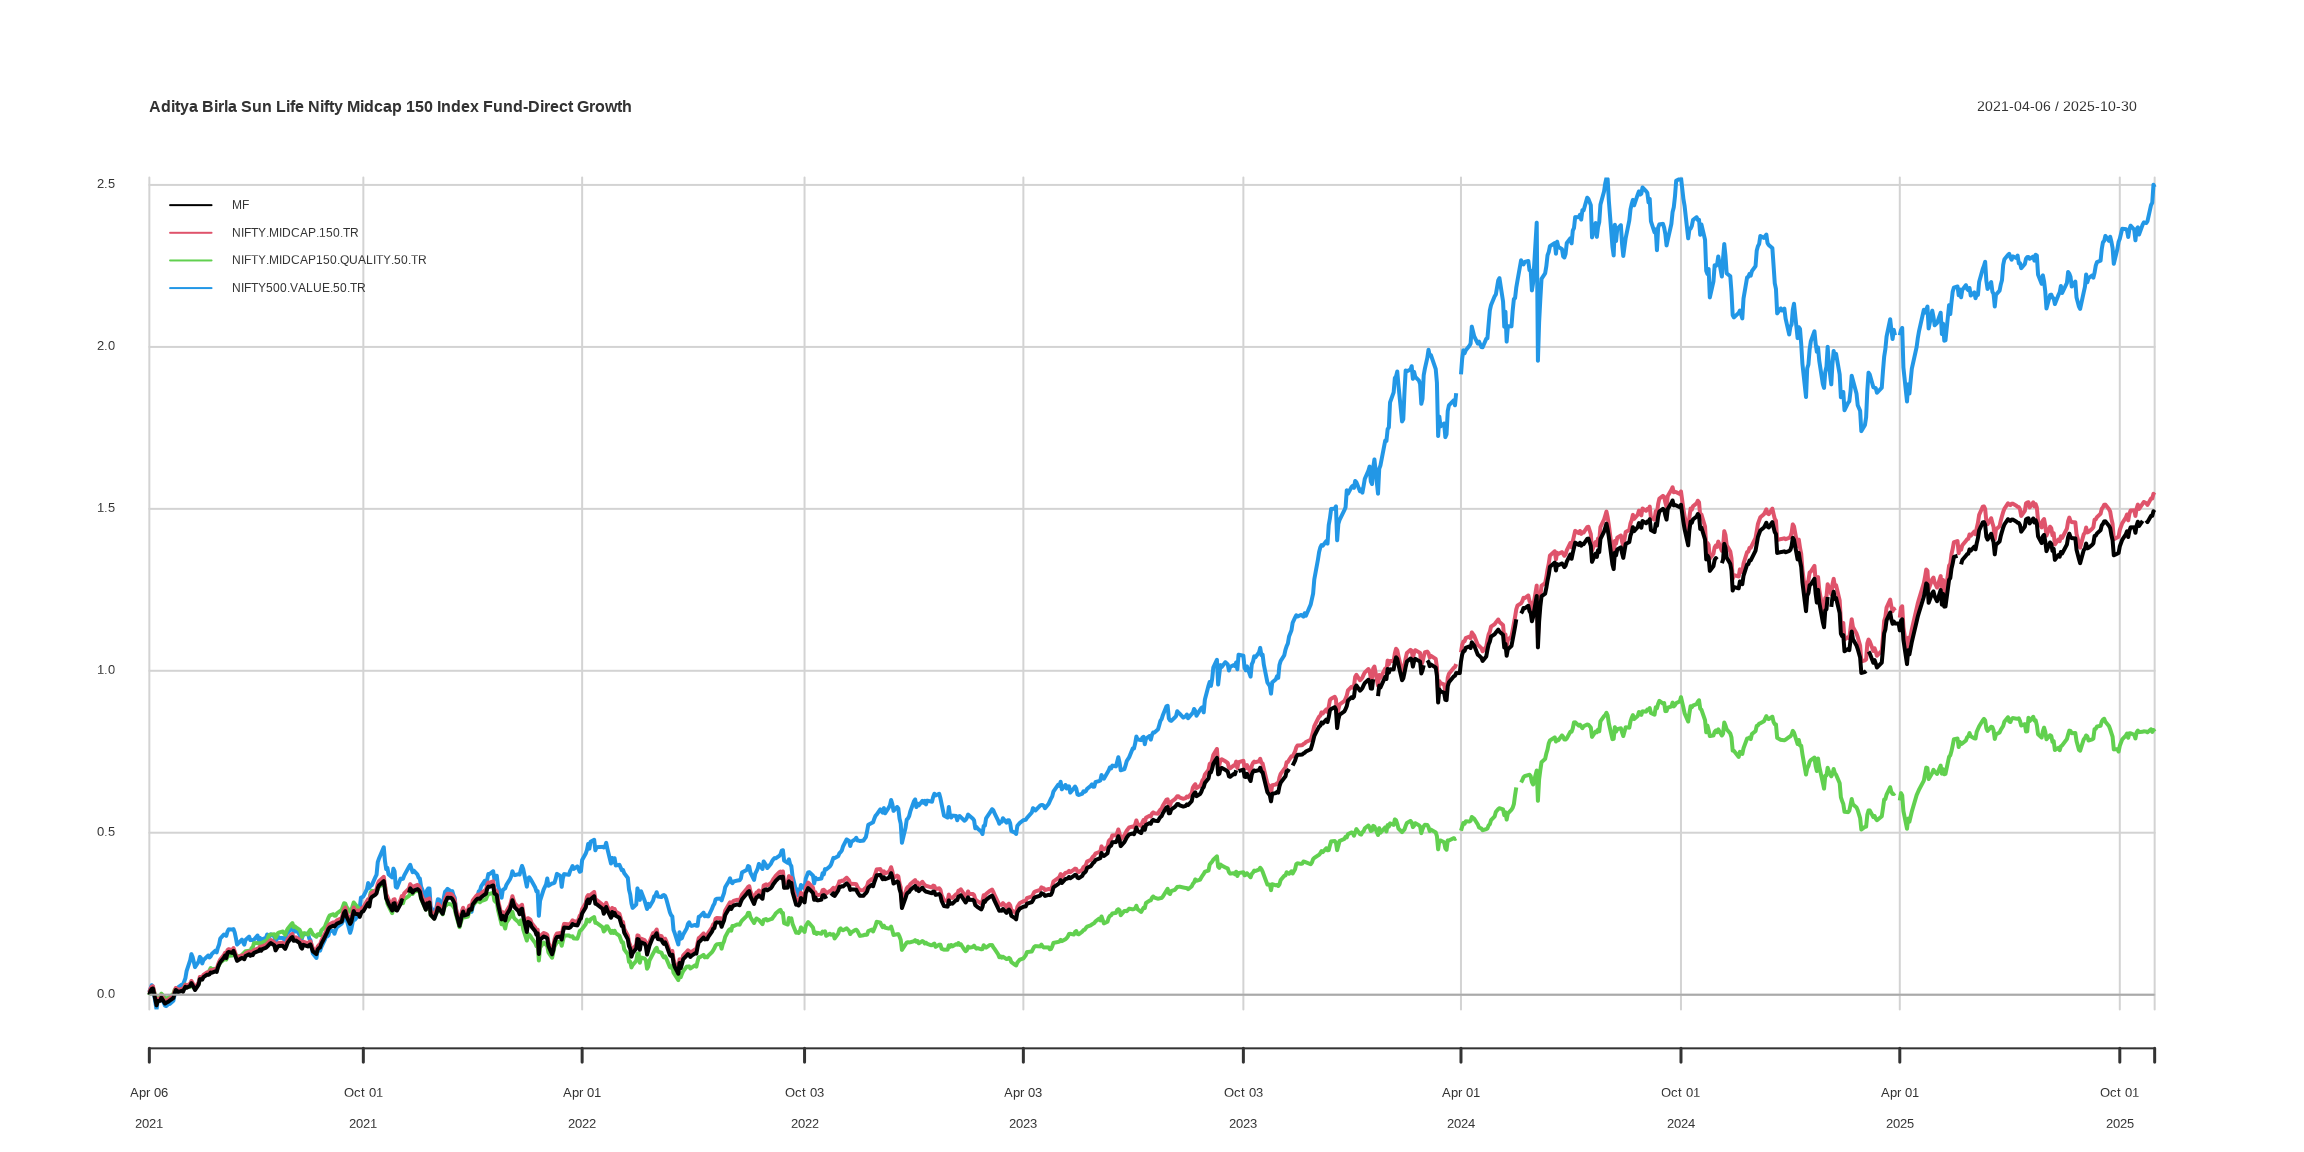 Aditya Birla Sun Life Nifty Midcap 150 Index Fund-Direct Growth
2021-04-06 / 2025-10-30
2.5
2.0
1.5
1.0
0.5
0.0
MF
NIFTY.MIDCAP.150.TR
NIFTY.MIDCAP150.QUALITY.50.TR
NIFTY500.VALUE.50.TR
Apr 06 Oct 01 Apr 01 Oct 03 Apr 03 Oct 03 Apr 01 Oct 01 Apr 01 Oct 01
2021 2021 2022 2022 2023 2023 2024 2024 2025 2025